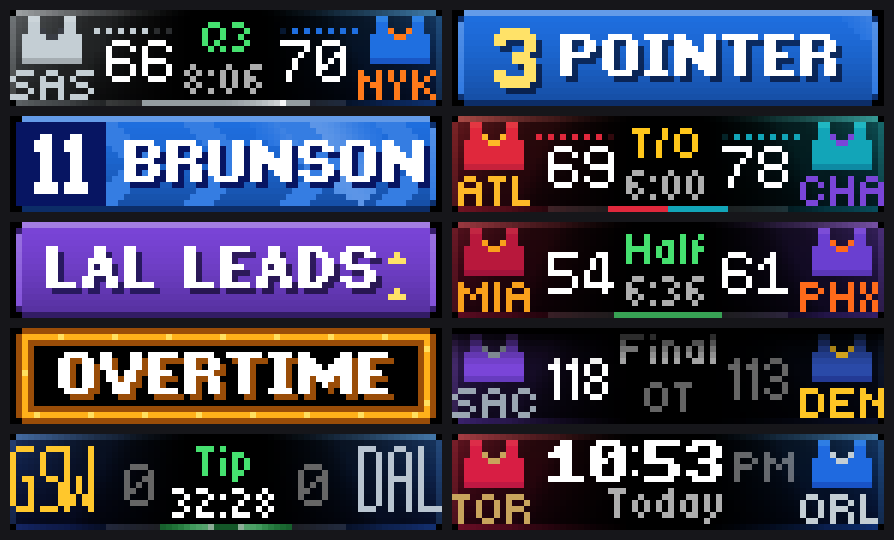 SAS 66 Q3 8:06 70 NYK
3 POINTER
11 BRUNSON
ATL 69 T/O 6:00 78 CHA
LAL LEADS
MIA 54 Half 6:36 61 PHX
OVERTIME
SAC 118 Final OT 113 DEN
GSW 0 Tip 32:28 0 DAL
TOR 10:53 PM Today ORL